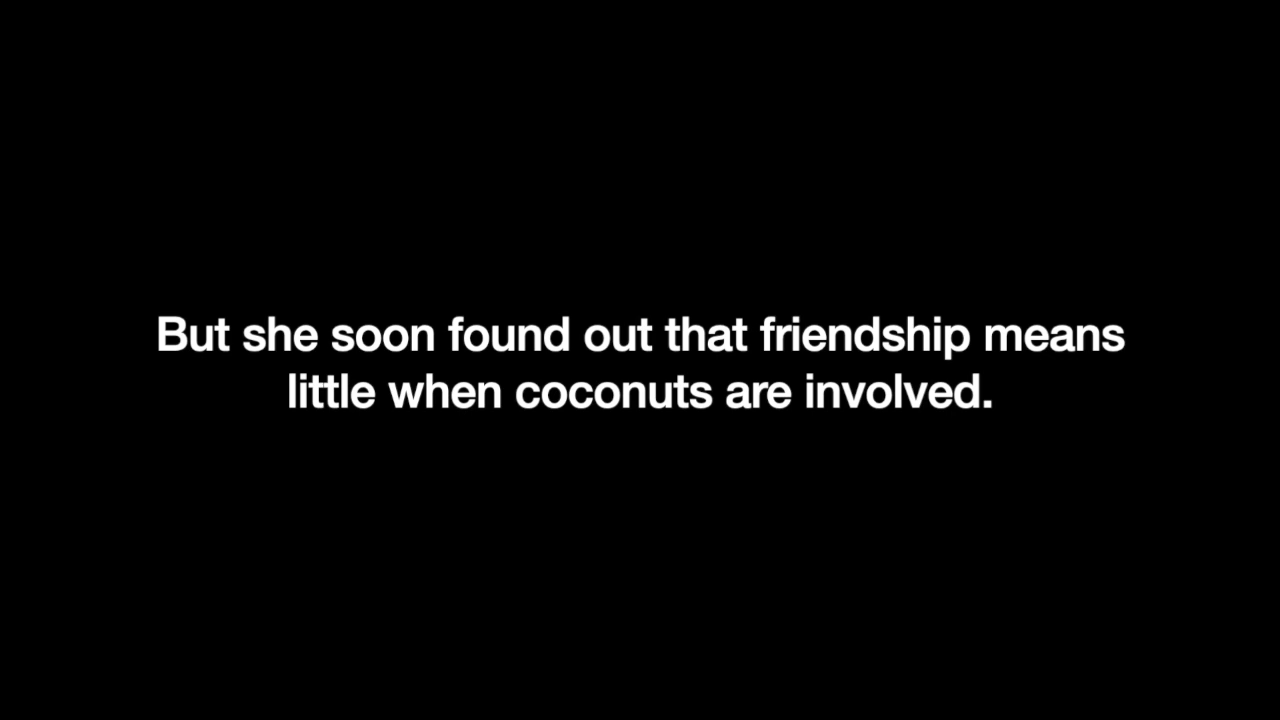 But she soon found out that friendship means
little when coconuts are involved.